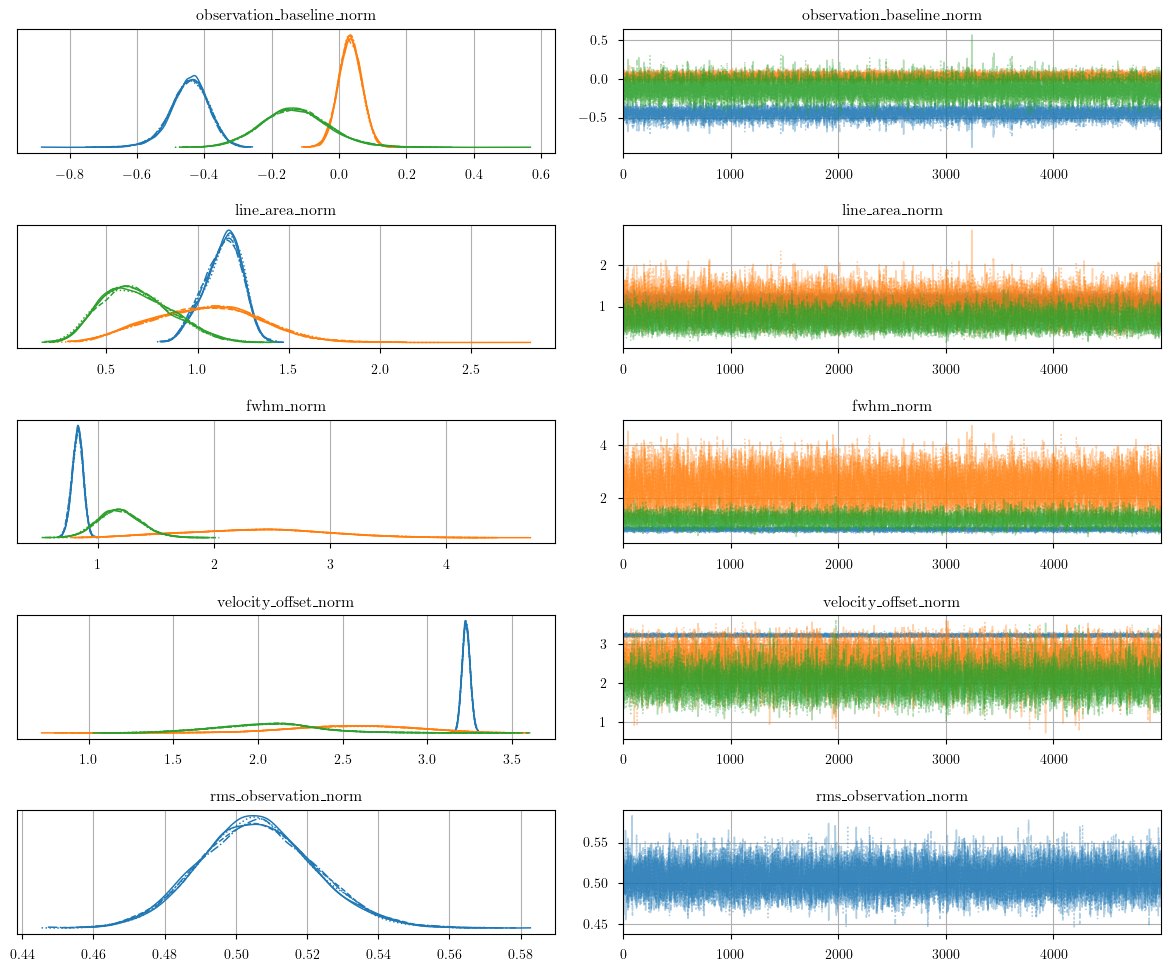 observation_baseline_norm
−0.8 −0.6 −0.4 −0.2 0.0 0.2 0.4 0.6
observation_baseline_norm
0.5
0.0
−0.5
0 1000 2000 3000 4000
line_area_norm
0.5 1.0 1.5 2.0 2.5
line_area_norm
2
1
0 1000 2000 3000 4000
fwhm_norm
1 2 3 4
fwhm_norm
4
2
0 1000 2000 3000 4000
velocity_offset_norm
1.0 1.5 2.0 2.5 3.0 3.5
velocity_offset_norm
3
2
1
0 1000 2000 3000 4000
rms_observation_norm
0.44 0.46 0.48 0.50 0.52 0.54 0.56 0.58
rms_observation_norm
0.55
0.50
0.45
0 1000 2000 3000 4000